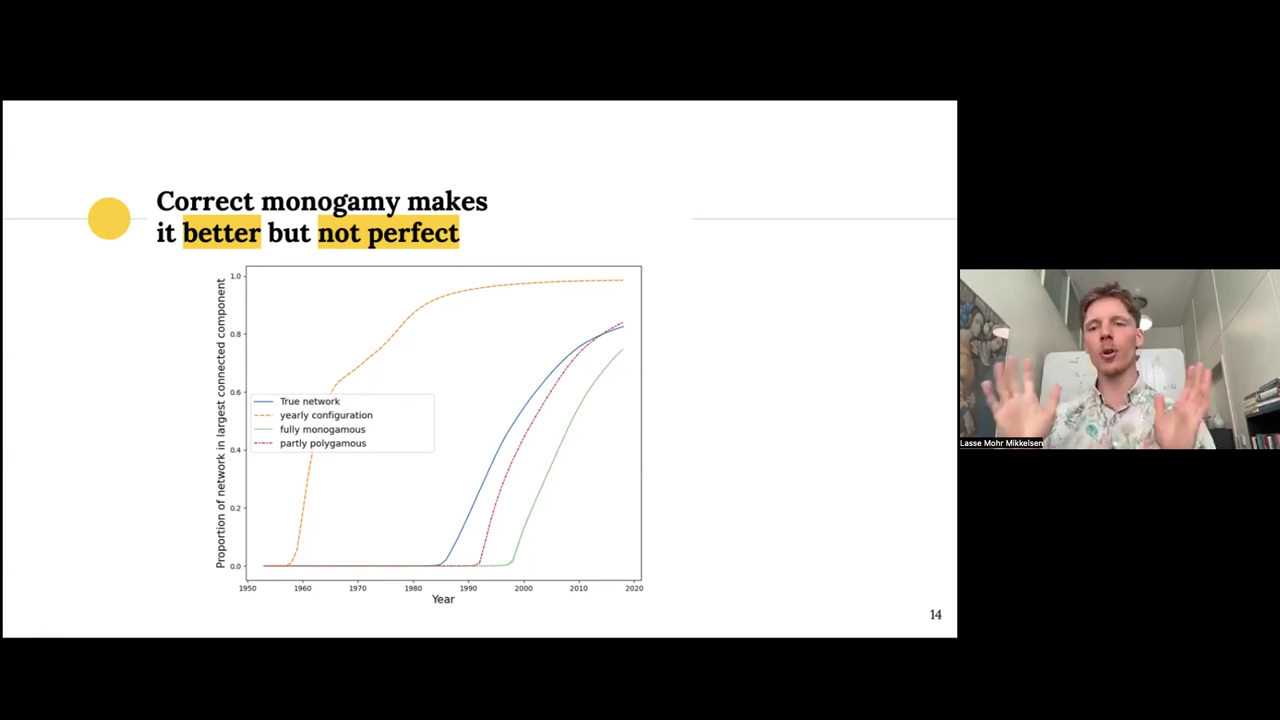 Correct monogamy makes
it better but not perfect
Proportion of network in largest connected component
1.0
0.8
0.6
0.4
0.2
0.0
True network
yearly configuration
fully monogamous
partly polygamous
1950 1960 1970 1980 1990 2000 2010 2020
Year
14
Lasse Mohr Mikkelsen